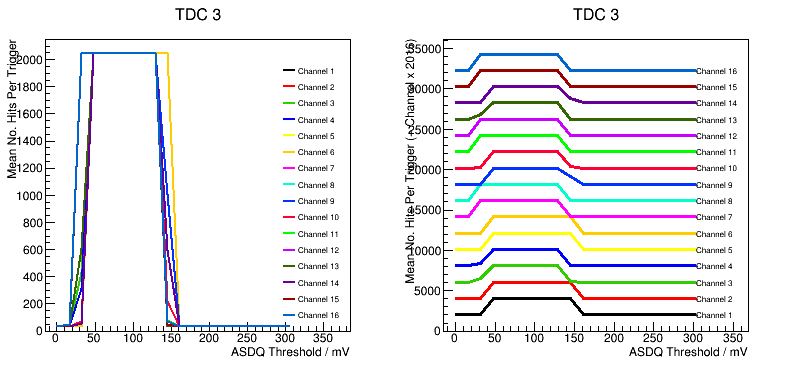 TDC 3
Mean No. Hits Per Trigger
2000
1800
1600
1400
1200
1000
800
600
400
200
0
0 50 100 150 200 250 300 350
ASDQ Threshold / mV
Channel 1
Channel 2
Channel 3
Channel 4
Channel 5
Channel 6
Channel 7
Channel 8
Channel 9
Channel 10
Channel 11
Channel 12
Channel 13
Channel 14
Channel 15
Channel 16
TDC 3
Mean No. Hits Per Trigger (+ Channel x 2016)
35000
30000
25000
20000
15000
10000
5000
0
0 50 100 150 200 250 300 350
ASDQ Threshold / mV
Channel 16
Channel 15
Channel 14
Channel 13
Channel 12
Channel 11
Channel 10
Channel 9
Channel 8
Channel 7
Channel 6
Channel 5
Channel 4
Channel 3
Channel 2
Channel 1